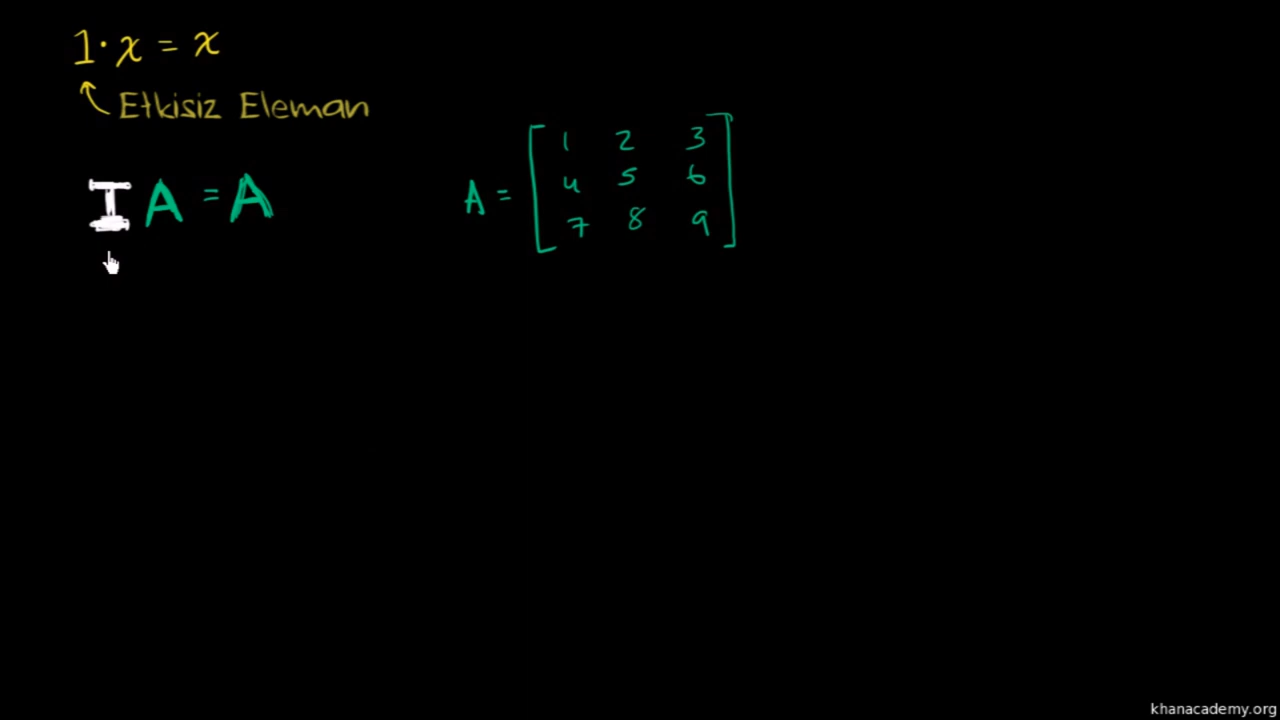 1·x = x
Etkisiz Eleman
I A = A
A = [1 2 3
4 5 6
7 8 9]
khanacademy.org